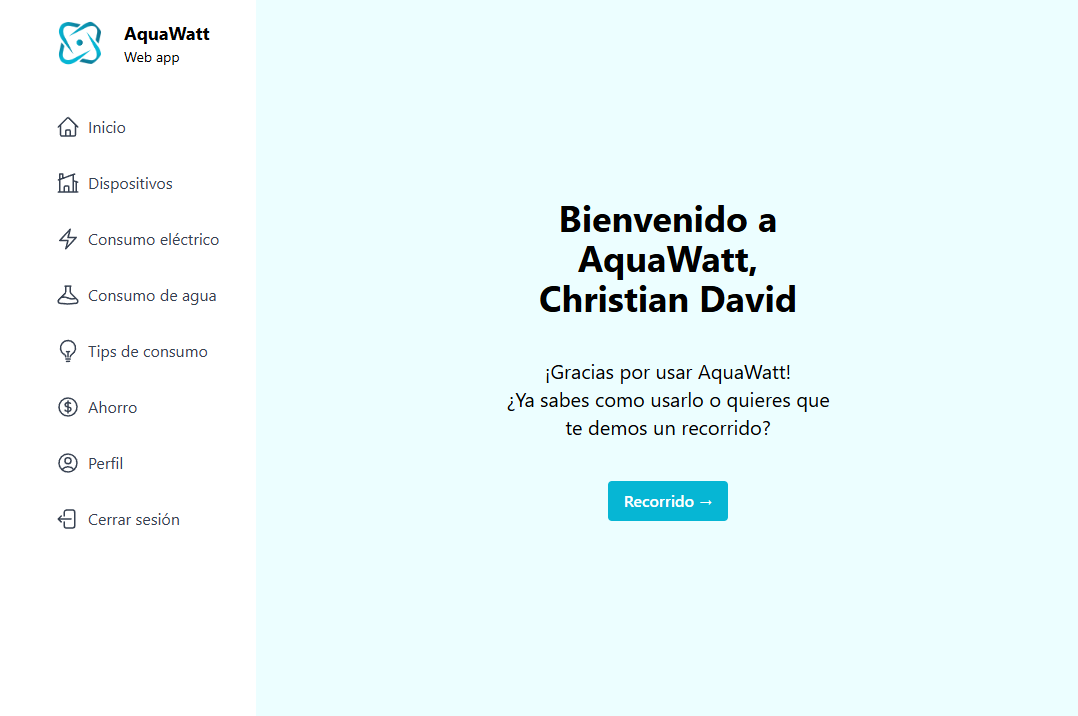 AquaWatt
Web app
Inicio
Dispositivos
Consumo eléctrico
Consumo de agua
Tips de consumo
Ahorro
Perfil
Cerrar sesión
Bienvenido a
AquaWatt,
Christian David
¡Gracias por usar AquaWatt!
¿Ya sabes como usarlo o quieres que
te demos un recorrido?
Recorrido →